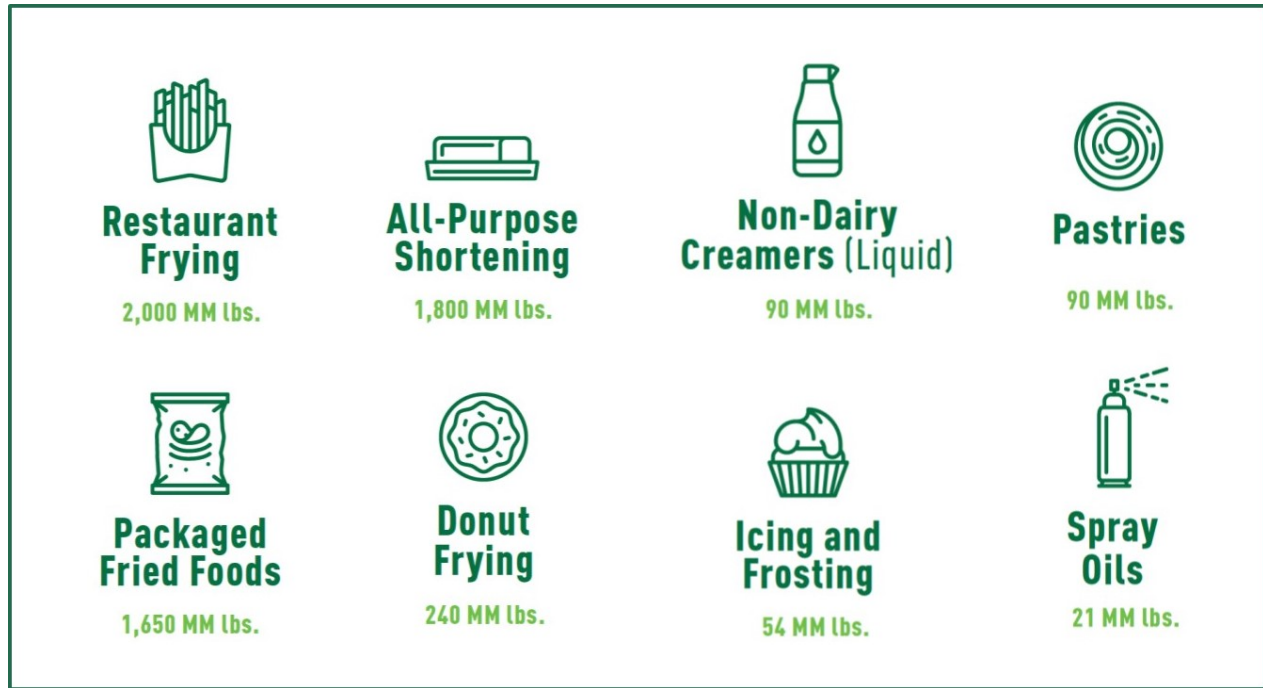 Restaurant
Frying
2,000 MM lbs.
All-Purpose
Shortening
1,800 MM lbs.
Non-Dairy
Creamers (Liquid)
90 MM lbs.
Pastries
90 MM lbs.
Packaged
Fried Foods
1,650 MM lbs.
Donut
Frying
240 MM lbs.
Icing and
Frosting
54 MM lbs.
Spray
Oils
21 MM lbs.